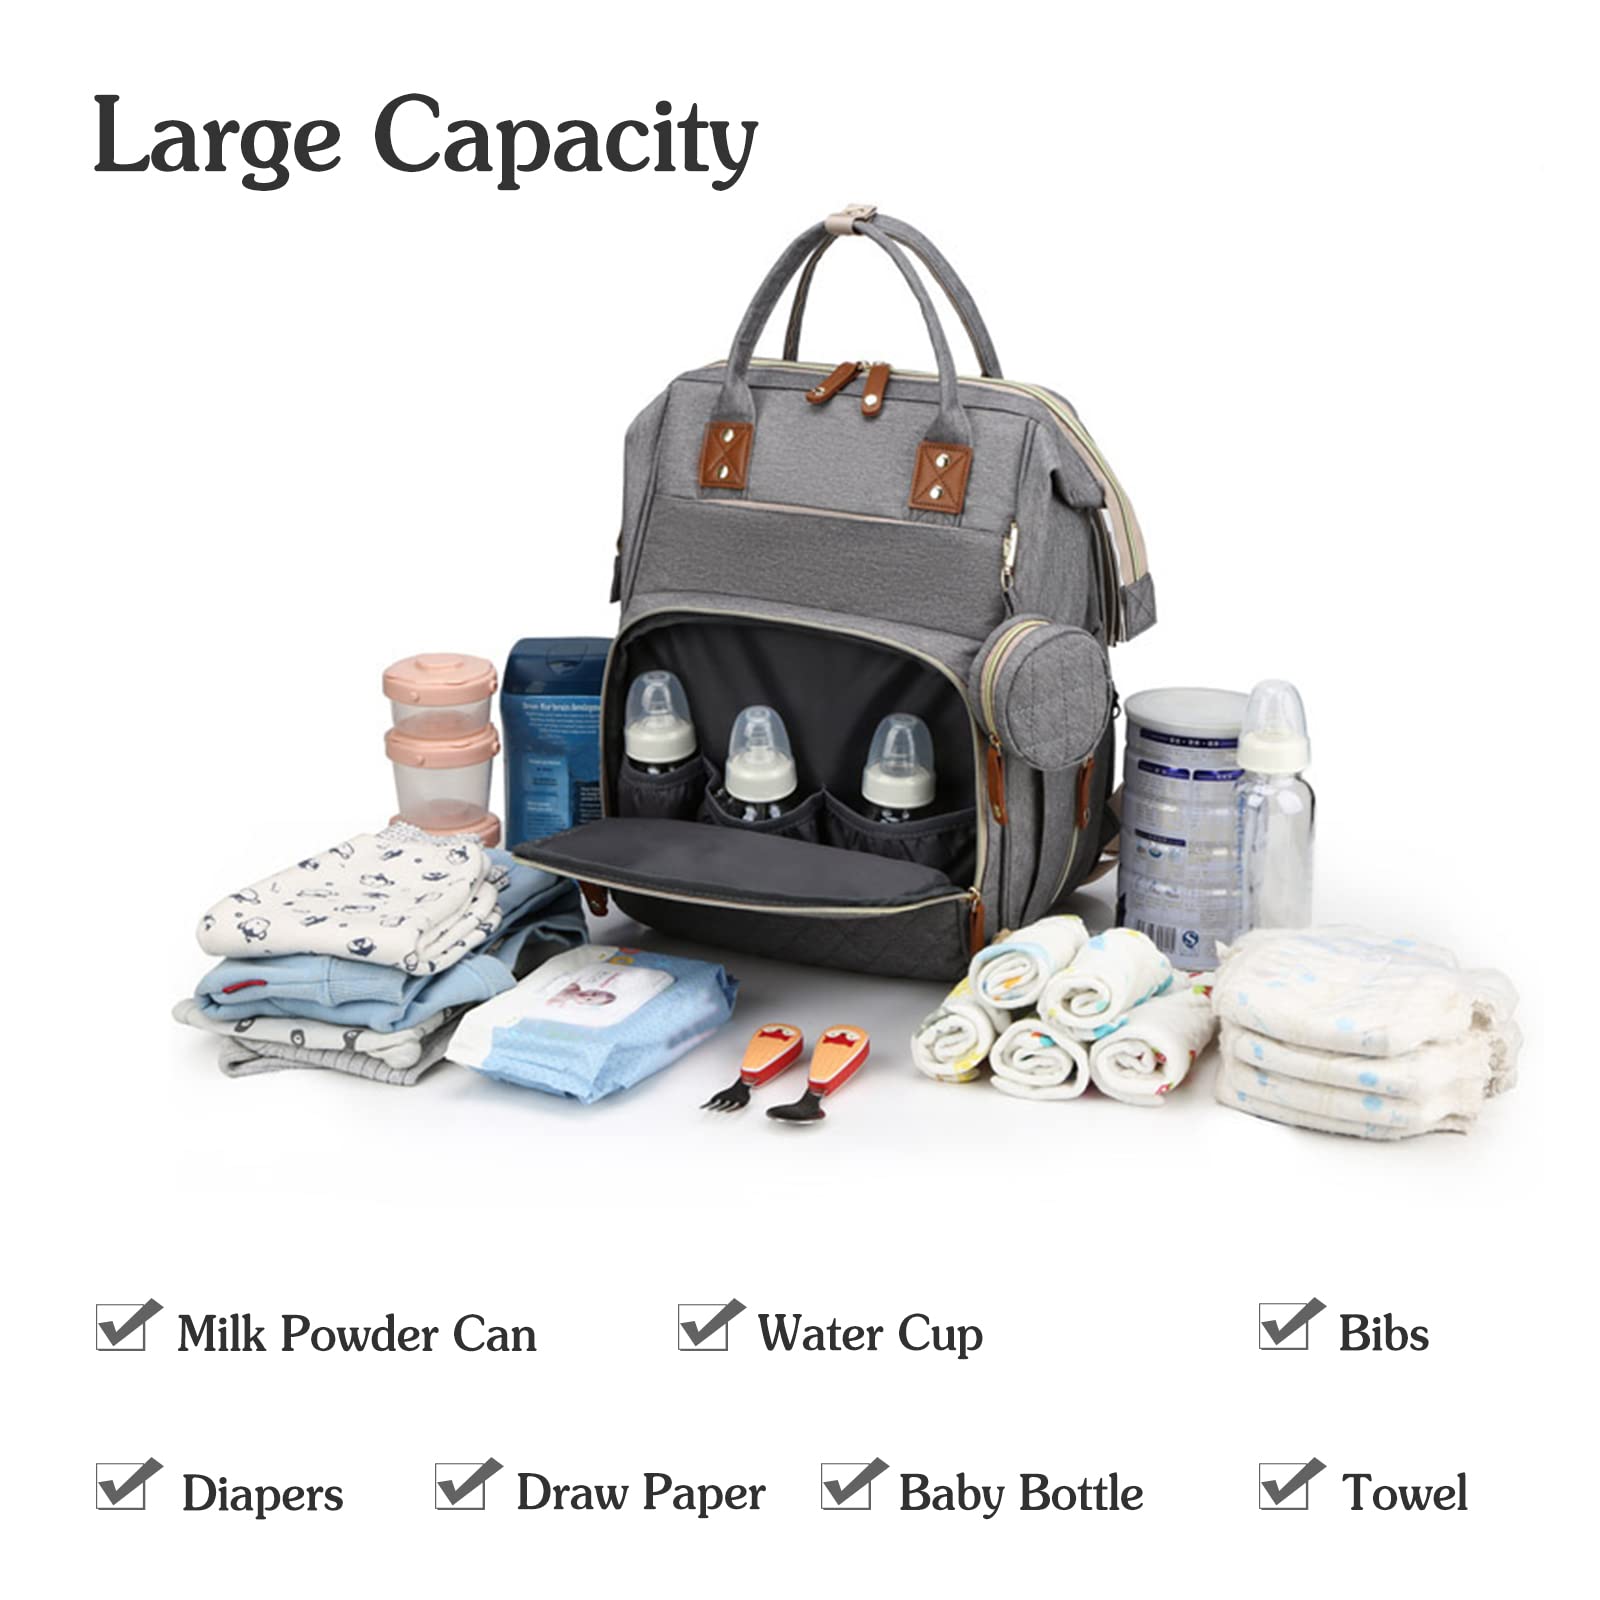 Large Capacity
Milk Powder Can
Water Cup
Bibs
Diapers
Draw Paper
Baby Bottle
Towel